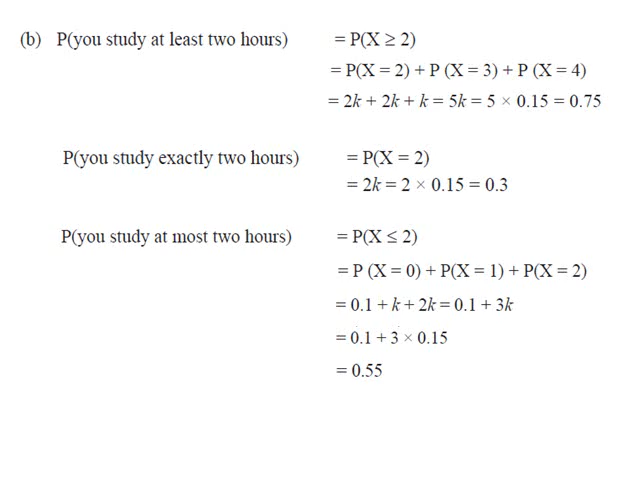 (b) P(you study at least two hours) = P(X ≥ 2)
= P(X = 2) + P (X = 3) + P (X = 4)
= 2k + 2k + k = 5k = 5 × 0.15 = 0.75
P(you study exactly two hours) = P(X = 2)
= 2k = 2 × 0.15 = 0.3
P(you study at most two hours) = P(X ≤ 2)
= P (X = 0) + P(X = 1) + P(X = 2)
= 0.1 + k + 2k = 0.1 + 3k
= 0.1 + 3 × 0.15
= 0.55